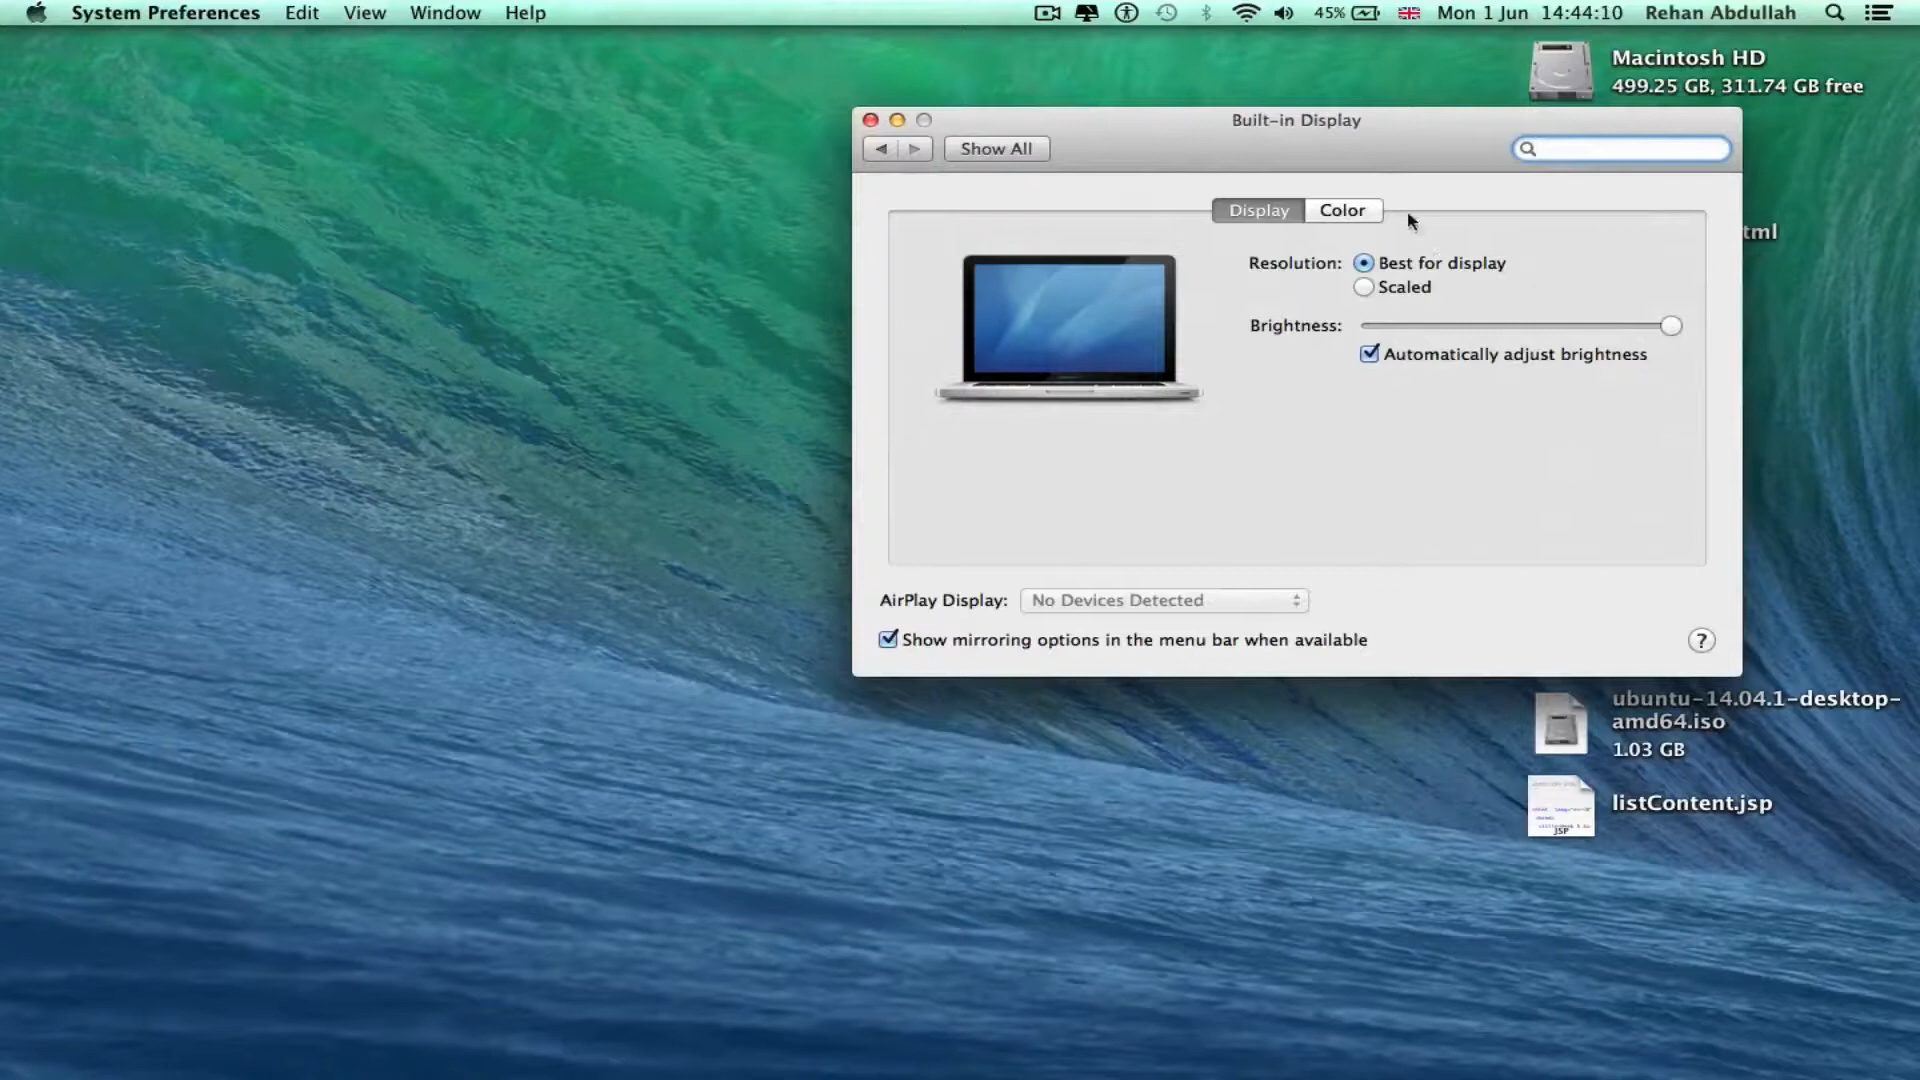 System Preferences Edit View Window Help 45% Mon 1 Jun 14:44:10 Rehan Abdullah
Macintosh HD
499.25 GB, 311.74 GB free
Built-in Display
Show All
Display Color
tml
Resolution: Best for display
Scaled
Brightness:
Automatically adjust brightness
AirPlay Display: No Devices Detected
Show mirroring options in the menu bar when available ?
ubuntu-14.04.1-desktop-
amd64.iso
1.03 GB
listContent.jsp
JSP